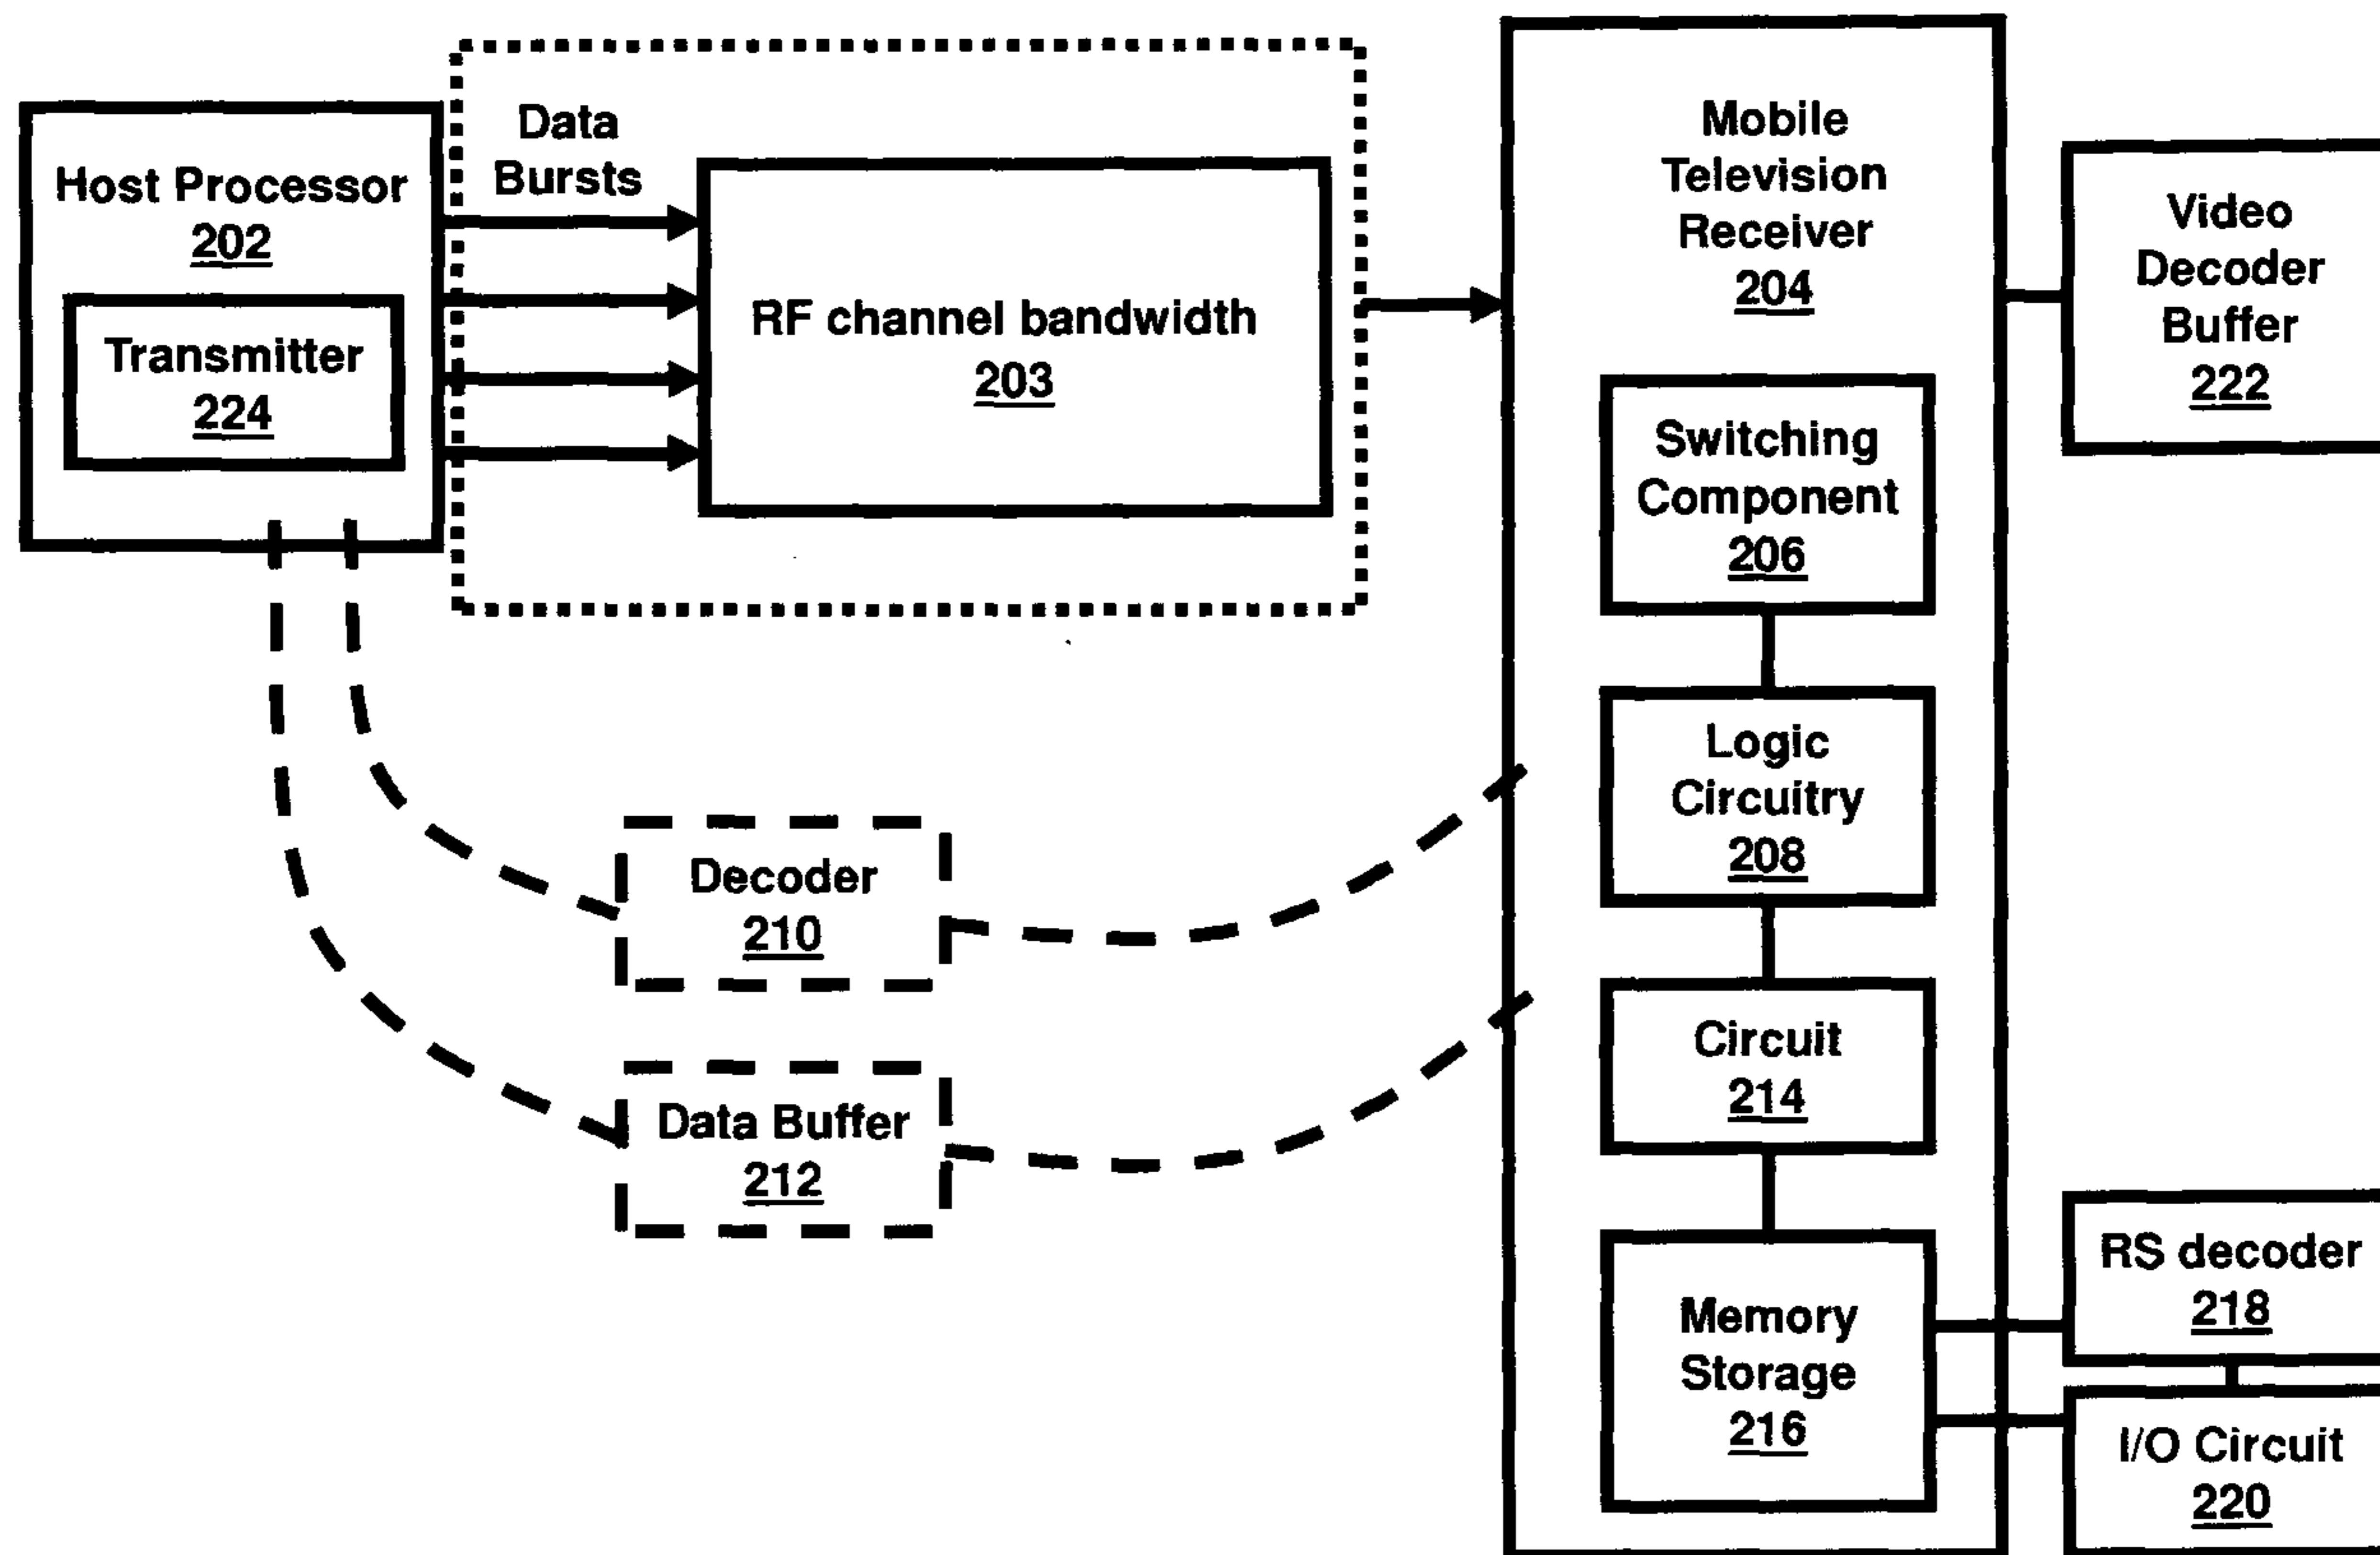 Host Processor
202
Transmitter
224
Data
Bursts
RF channel bandwidth
203
Mobile
Television
Receiver
204
Switching
Component
206
Logic
Circuitry
208
Circuit
214
Memory
Storage
216
Video
Decoder
Buffer
222
Decoder
210
Data Buffer
212
RS decoder
218
I/O Circuit
220